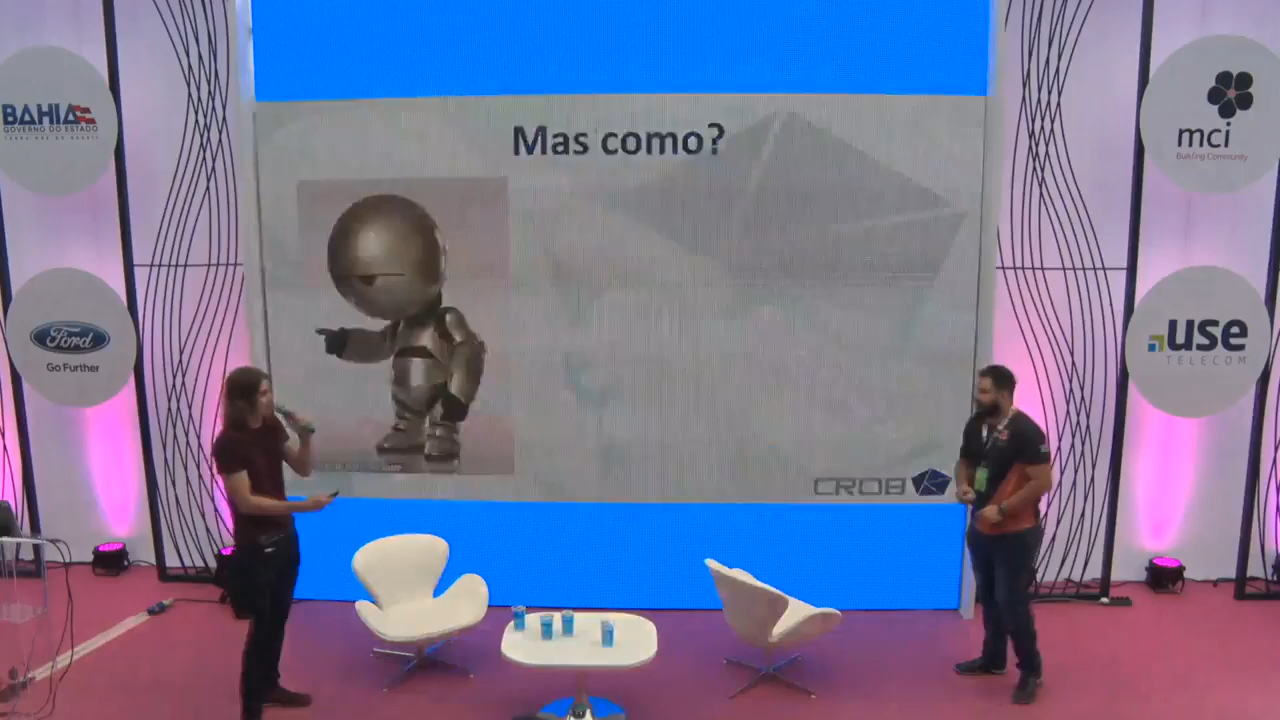 Mas como?
BAHIA
GOVERNO DO ESTADO
Ford
Go Further
mci
Building Community
use
TELECOM
CROB